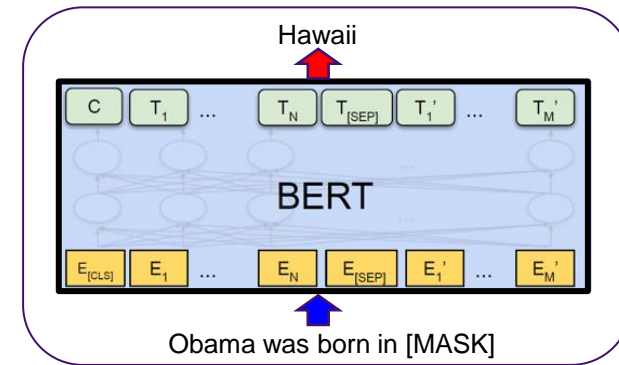 Hawaii
C T1 ... TN T[SEP] T1' ... TM'
...
BERT
...
E[CLS] E1 ... EN E[SEP] E1' ... EM'
Obama was born in [MASK]